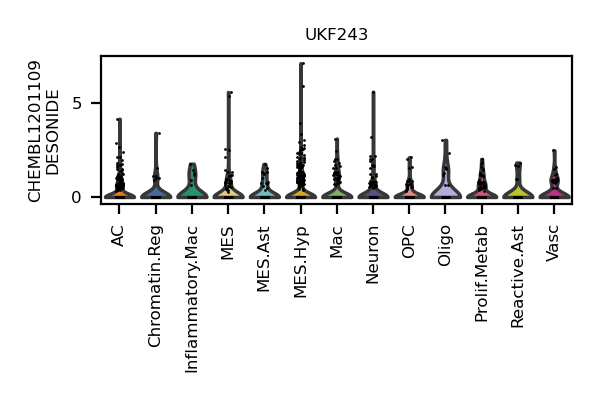 UKF243
CHEMBL1201109
DESONIDE
5
0
AC
Chromatin.Reg
Inflammatory.Mac
MES
MES.Ast
MES.Hyp
Mac
Neuron
OPC
Oligo
Prolif.Metab
Reactive.Ast
Vasc